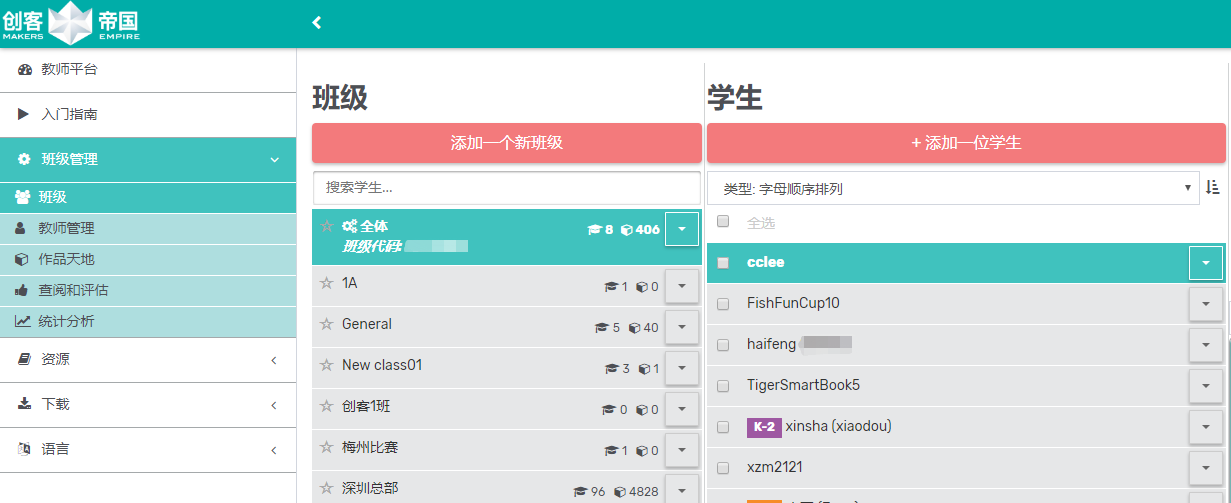 创客 帝国
MAKERS EMPIRE
教师平台
入门指南
班级管理
班级
教师管理
作品天地
查阅和评估
统计分析
资源
下载
语言
班级
添加一个新班级
搜索学生...
全体 8 406
班级代码:
1A 1 0
General 5 40
New class01 3 1
创客1班 0 0
梅州比赛 1 0
深圳总部 96 4828
学生
+ 添加一位学生
类型: 字母顺序排列
全选
cclee
FishFunCup10
haifeng
TigerSmartBook5
K-2 xinsha (xiaodou)
xzm2121